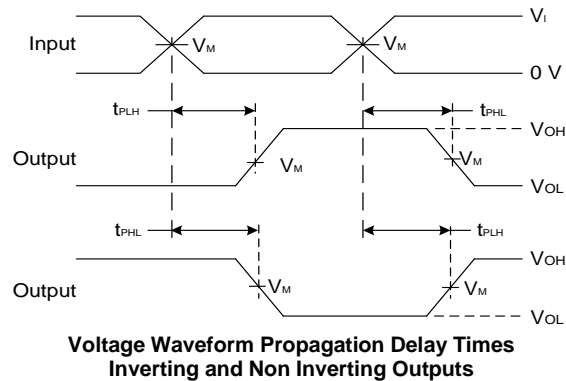 VI
Input
VM
VM
0 V
tPLH
tPHL
VOH
Output
VM
VM
VOL
tPHL
tPLH
VOH
Output
VM
VM
VOL
Voltage Waveform Propagation Delay Times
Inverting and Non Inverting Outputs